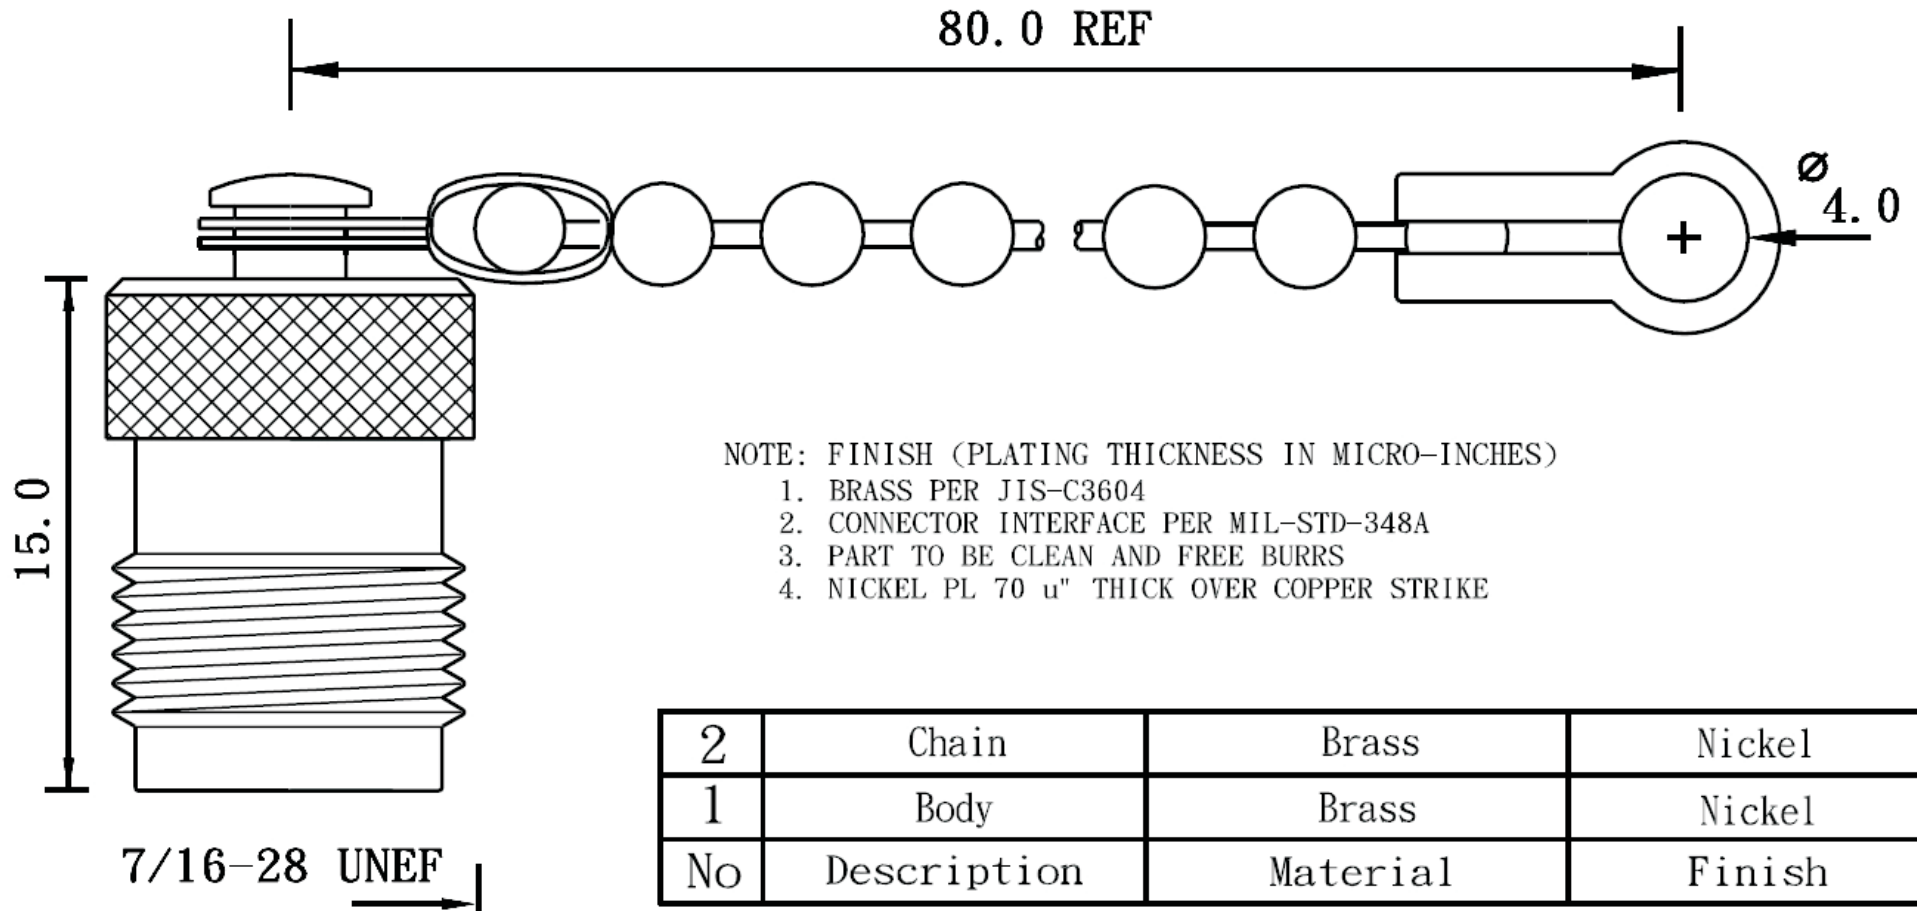 80.0 REF
ø
4.0
15.0
NOTE: FINISH (PLATING THICKNESS IN MICRO-INCHES)
1. BRASS PER JIS-C3604
2. CONNECTOR INTERFACE PER MIL-STD-348A
3. PART TO BE CLEAN AND FREE BURRS
4. NICKEL PL 70 u" THICK OVER COPPER STRIKE
7/16-28 UNEF
2 Chain Brass Nickel
1 Body Brass Nickel
No Description Material Finish